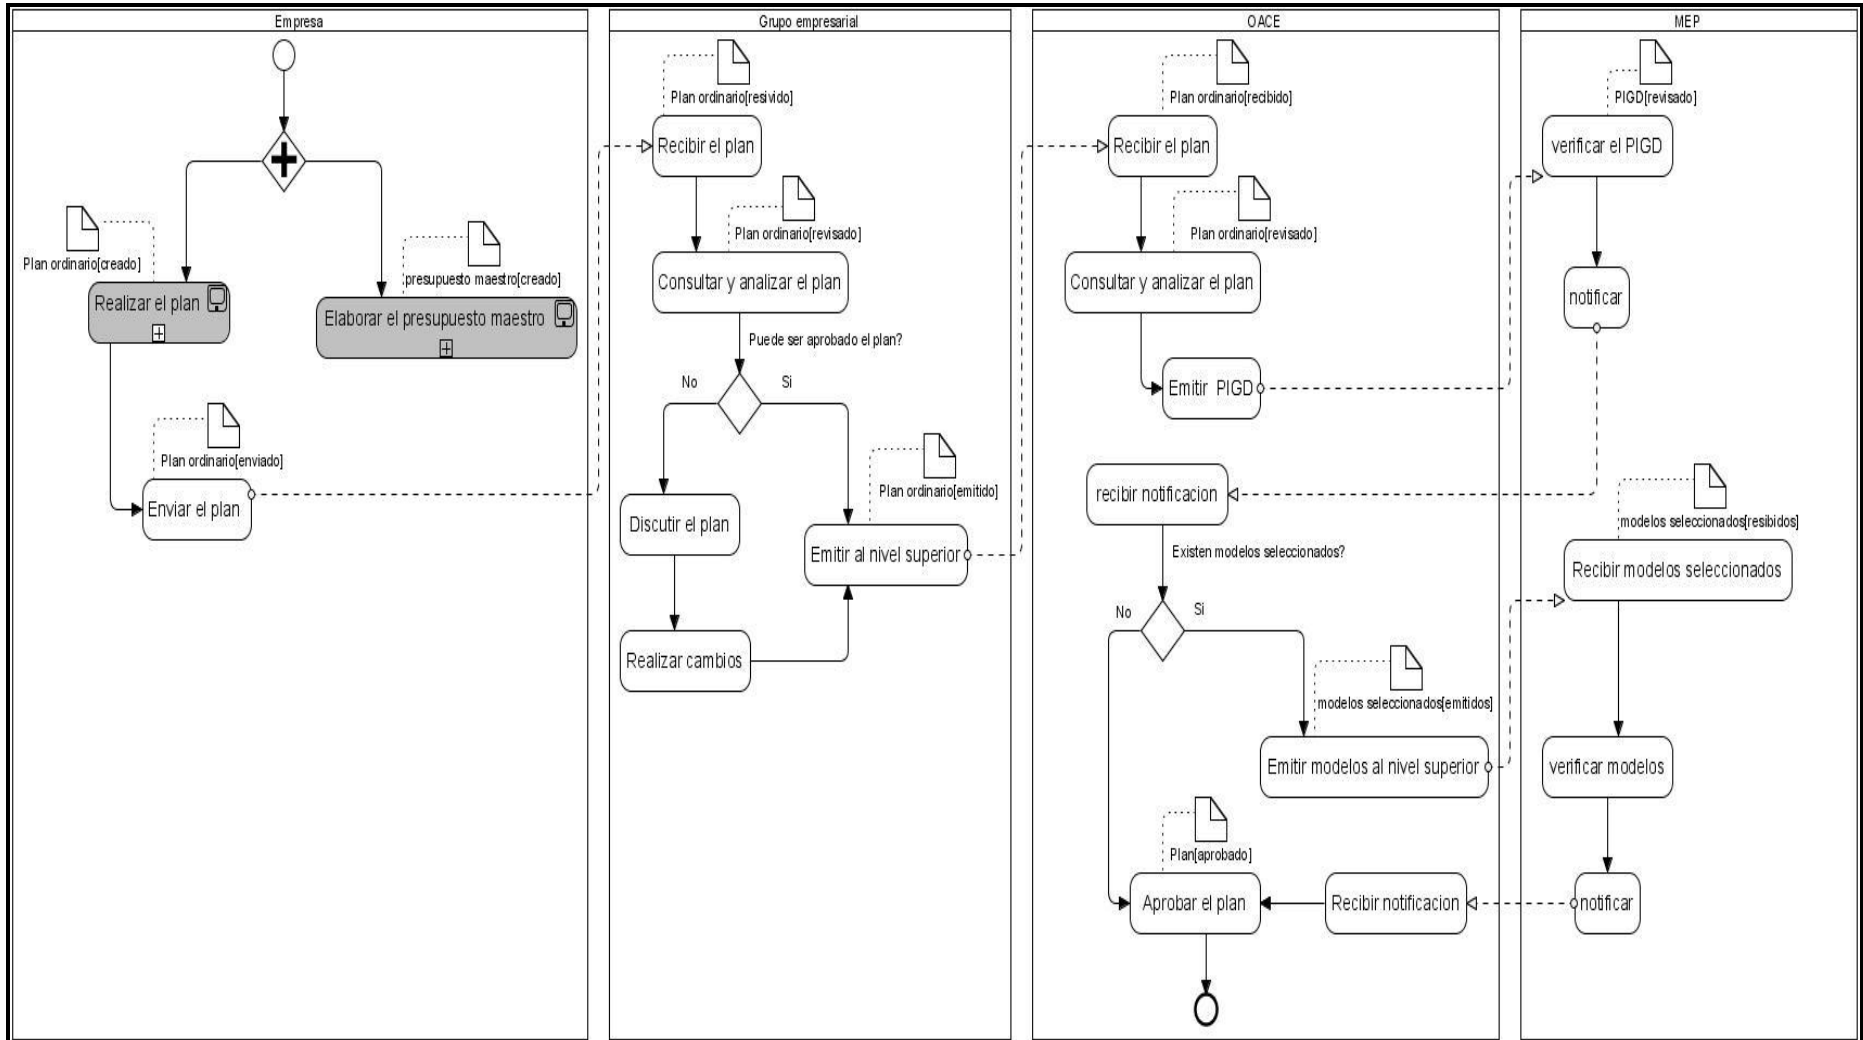 Empresa
Plan ordinario[creado]
Realizar el plan
presupuesto maestro[creado]
Elaborar el presupuesto maestro
Plan ordinario[enviado]
Enviar el plan
Grupo empresarial
Plan ordinario[resivido]
Recibir el plan
Plan ordinario[revisado]
Consultar y analizar el plan
Puede ser aprobado el plan?
No
Si
Discutir el plan
Plan ordinario[emitido]
Emitir al nivel superior
Realizar cambios
OACE
Plan ordinario[recibido]
Recibir el plan
Plan ordinario[revisado]
Consultar y analizar el plan
Emitir PIGD
recibir notificacion
Existen modelos seleccionados?
No
Si
modelos seleccionados[emitidos]
Emitir modelos al nivel superior
Plan[aprobado]
Aprobar el plan
Recibir notificacion
MEP
PIGD[revisado]
verificar el PIGD
notificar
modelos seleccionados[resibidos]
Recibir modelos seleccionados
verificar modelos
notificar